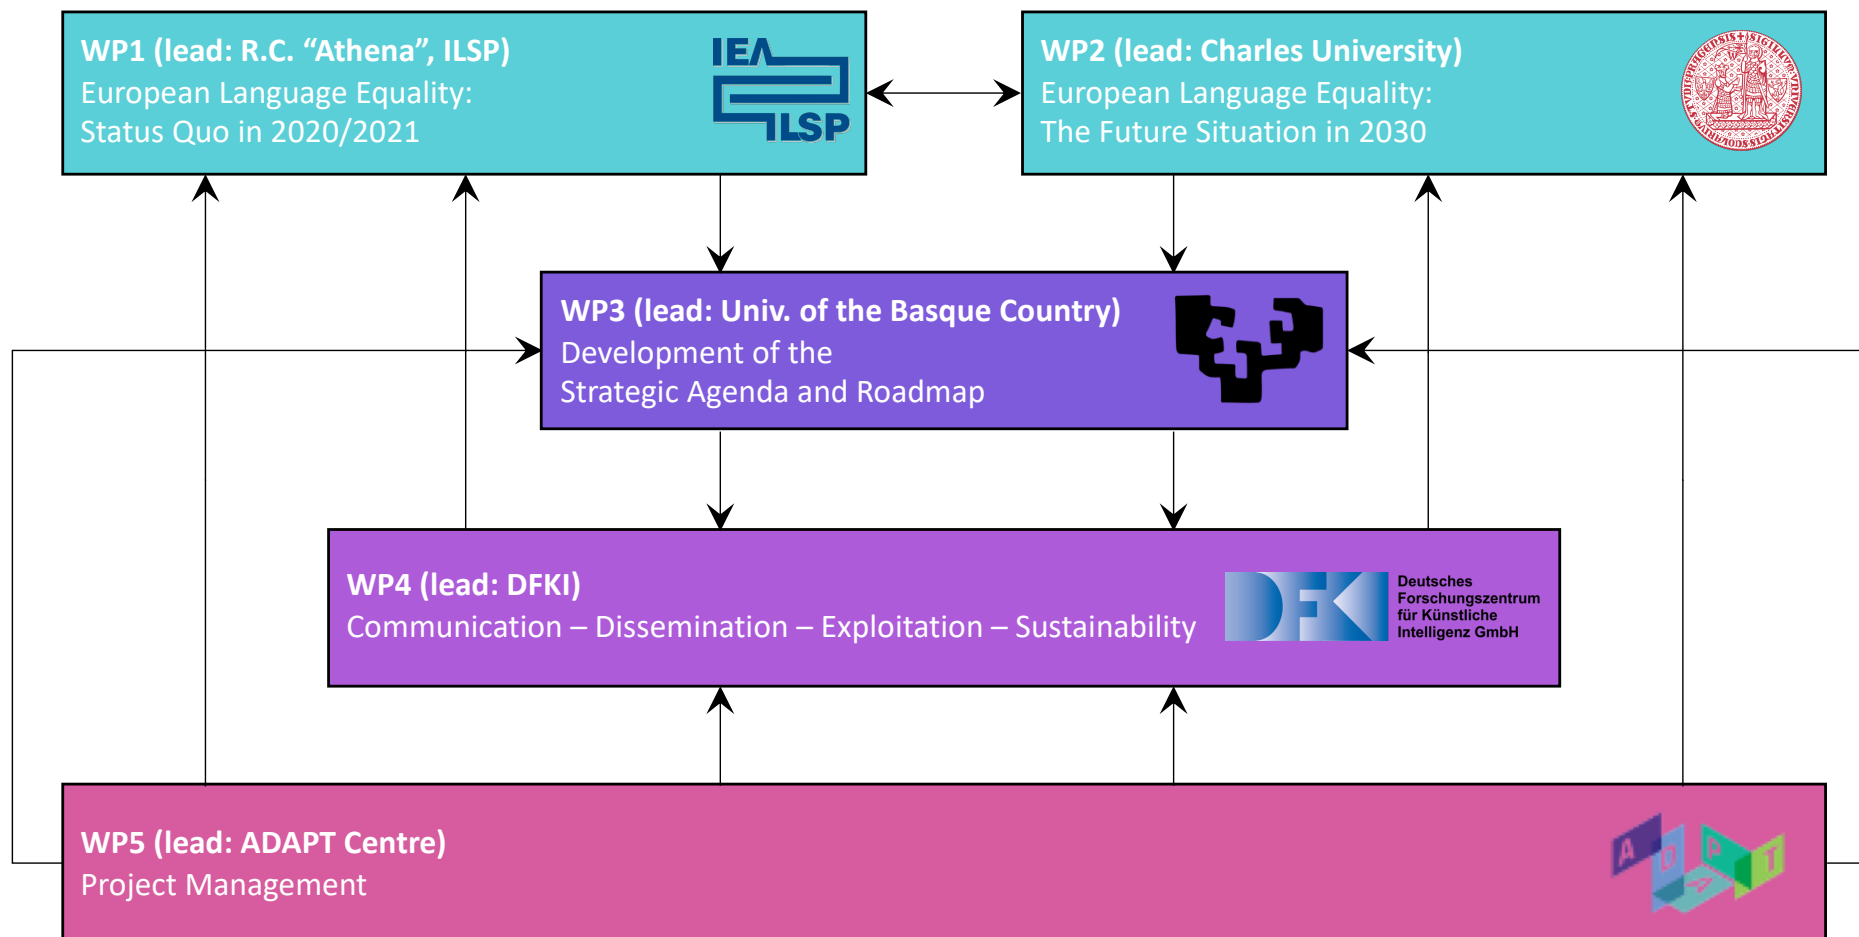 WP1 (lead: R.C. “Athena”, ILSP)
European Language Equality:
Status Quo in 2020/2021
ΙΕΛ
ILSP
WP2 (lead: Charles University)
European Language Equality:
The Future Situation in 2030
WP3 (lead: Univ. of the Basque Country)
Development of the
Strategic Agenda and Roadmap
WP4 (lead: DFKI)
Communication – Dissemination – Exploitation – Sustainability
DFK
Deutsches
Forschungszentrum
für Künstliche
Intelligenz GmbH
WP5 (lead: ADAPT Centre)
Project Management
ADAPT